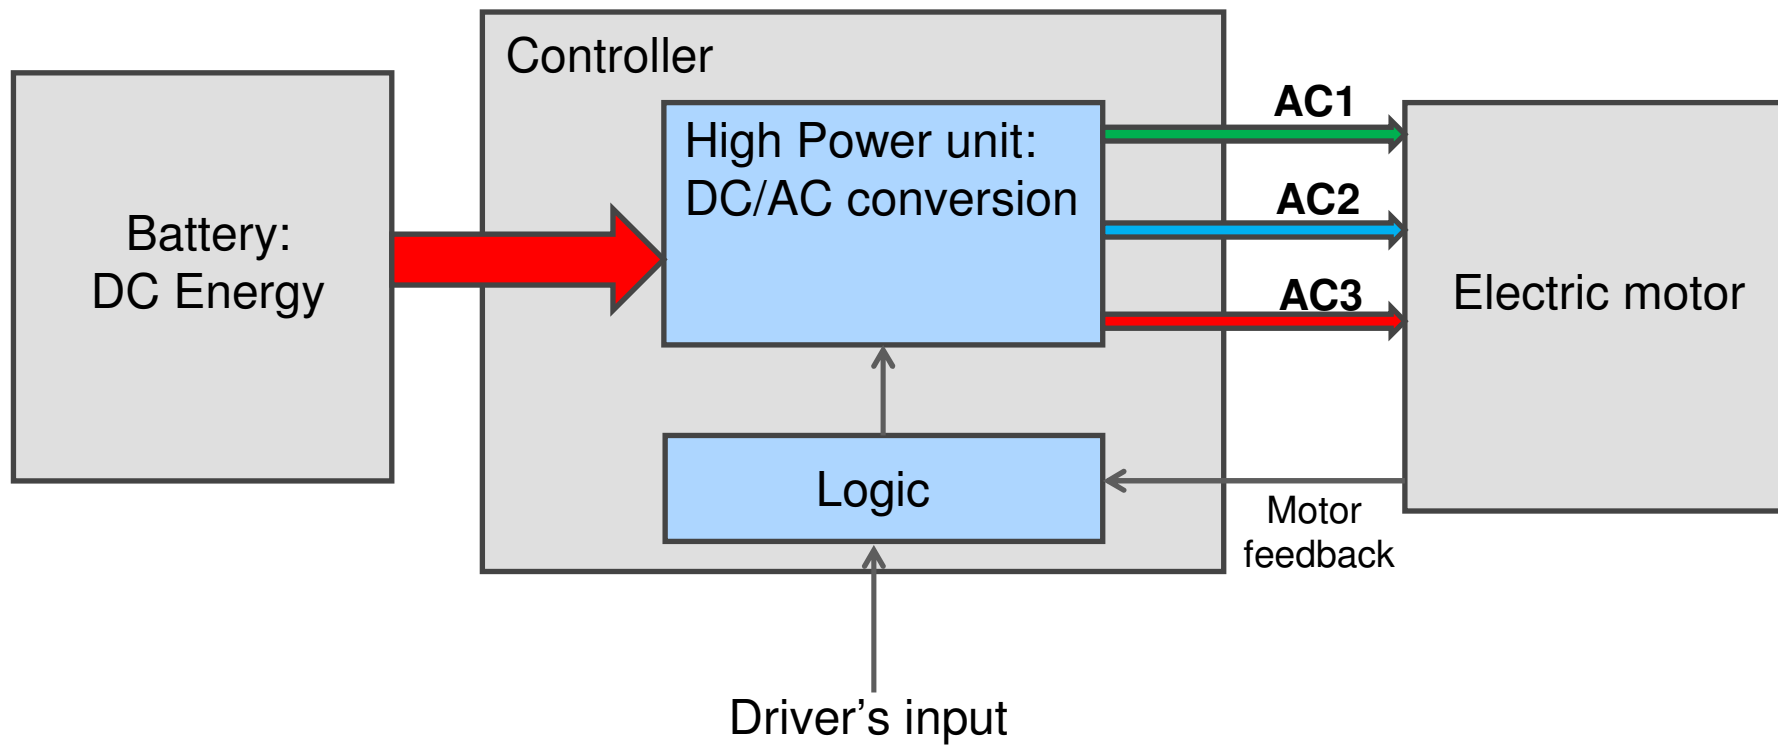 Controller
Battery:
DC Energy
High Power unit:
DC/AC conversion
AC1
AC2
AC3
Electric motor
Logic
Motor
feedback
Driver’s input